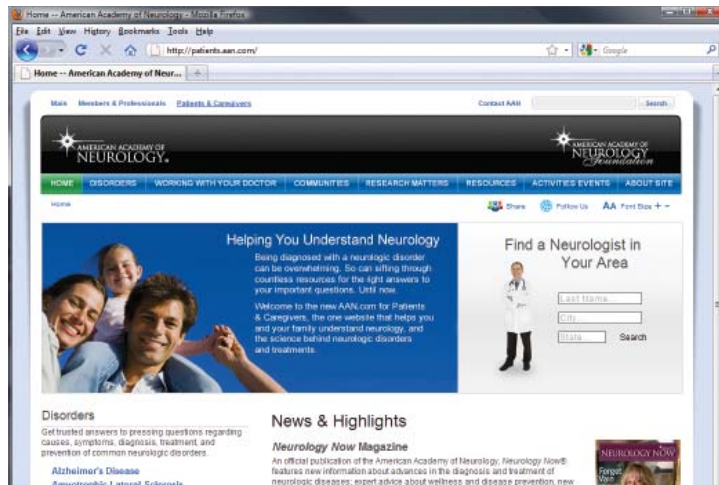 Home -- American Academy of Neurology - Mozilla Firefox
File Edit View History Bookmarks Tools Help
http://patients.aan.com/
Google
Home -- American Academy of Neur...
Main Members & Professionals Patients & Caregivers Contact AAN Search
AMERICAN ACADEMY OF
NEUROLOGY®
AMERICAN ACADEMY OF
NEUROLOGY
Foundation
HOME DISORDERS WORKING WITH YOUR DOCTOR COMMUNITIES RESEARCH MATTERS RESOURCES ACTIVITIES EVENTS ABOUT SITE
Home Share Follow Us AA Font Size + -
Helping You Understand Neurology
Being diagnosed with a neurologic disorder
can be overwhelming. So can sifting through
countless resources for the right answers to
your important questions. Until now.
Welcome to the new AAN.com for Patients
& Caregivers, the one website that helps you
and your family understand neurology, and
the science behind neurologic disorders
and treatments.
Find a Neurologist in
Your Area
Last Name...
City...
State... Search
Disorders
Get trusted answers to pressing questions regarding
causes, symptoms, diagnosis, treatment, and
prevention of common neurologic disorders.
Alzheimer's Disease
Amyotrophic Lateral Sclerosis
News & Highlights
Neurology Now Magazine
An official publication of the American Academy of Neurology, Neurology Now®
features new information about advances in the diagnosis and treatment of
neurologic diseases; expert advice about wellness and disease prevention, new
NEUROLOGY NOW
Forget